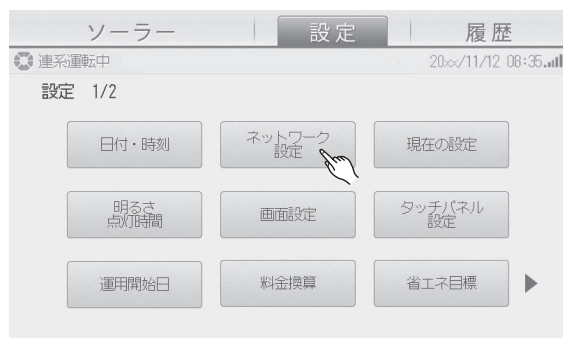 ソーラー 設定 履歴
連系運転中 20xx/11/12 08:35
設定 1/2
日付・時刻
ネットワーク
設定
現在の設定
明るさ
点灯時間
画面設定
タッチパネル
設定
運用開始日
料金換算
省エネ目標